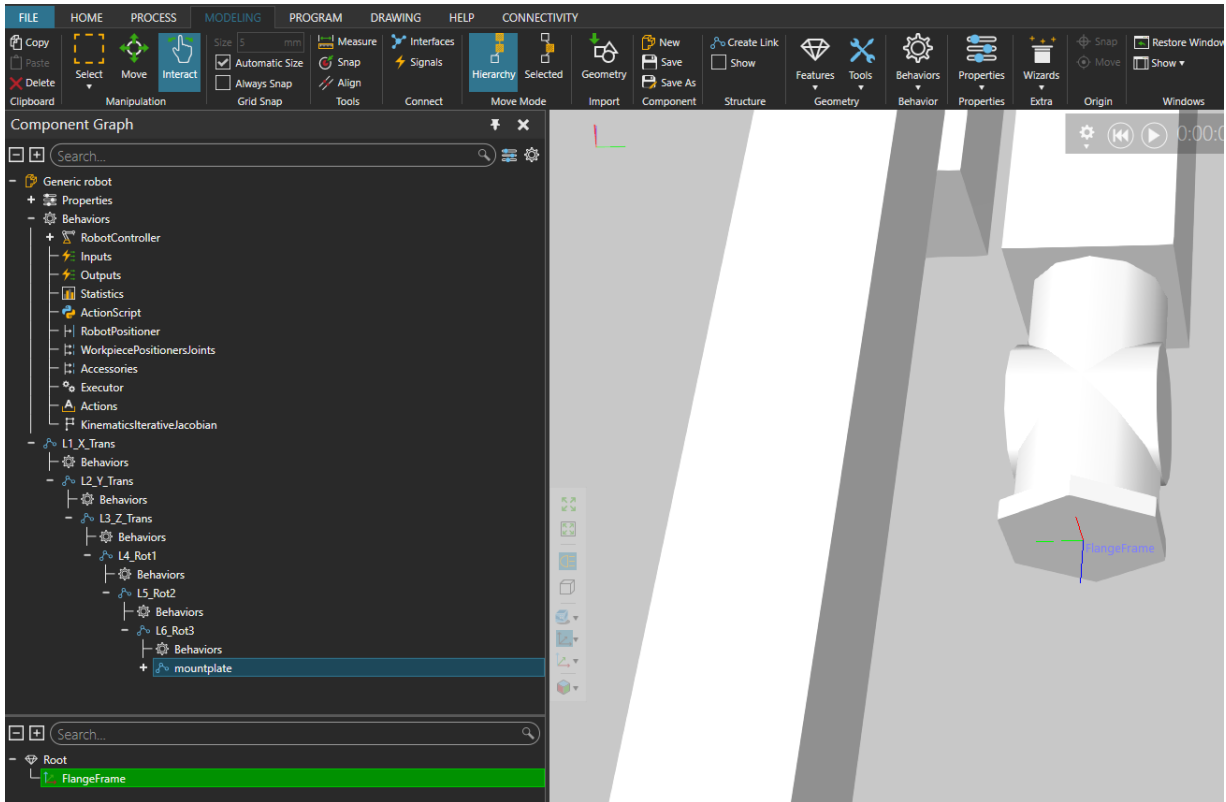 FILE HOME PROCESS MODELING PROGRAM DRAWING HELP CONNECTIVITY
Copy Size 5 mm Measure Interfaces New Create Link Snap Restore Window
Paste Automatic Size Snap Signals Save Show Move Show
Delete Select Move Interact Always Snap Align Hierarchy Selected Geometry Save As Features Tools Behaviors Properties Wizards
Clipboard Manipulation Grid Snap Tools Connect Move Mode Import Component Structure Geometry Behavior Properties Extra Origin Windows
Component Graph
Search...
Generic robot
Properties
Behaviors
RobotController
Inputs
Outputs
Statistics
ActionScript
RobotPositioner
WorkpiecePositionersJoints
Accessories
Executor
Actions
KinematicsIterativeJacobian
L1_X_Trans
Behaviors
L2_Y_Trans
Behaviors
L3_Z_Trans
Behaviors
L4_Rot1
Behaviors
L5_Rot2
Behaviors
L6_Rot3
Behaviors
mountplate
Search...
Root
FlangeFrame
0:00:0
FlangeFrame